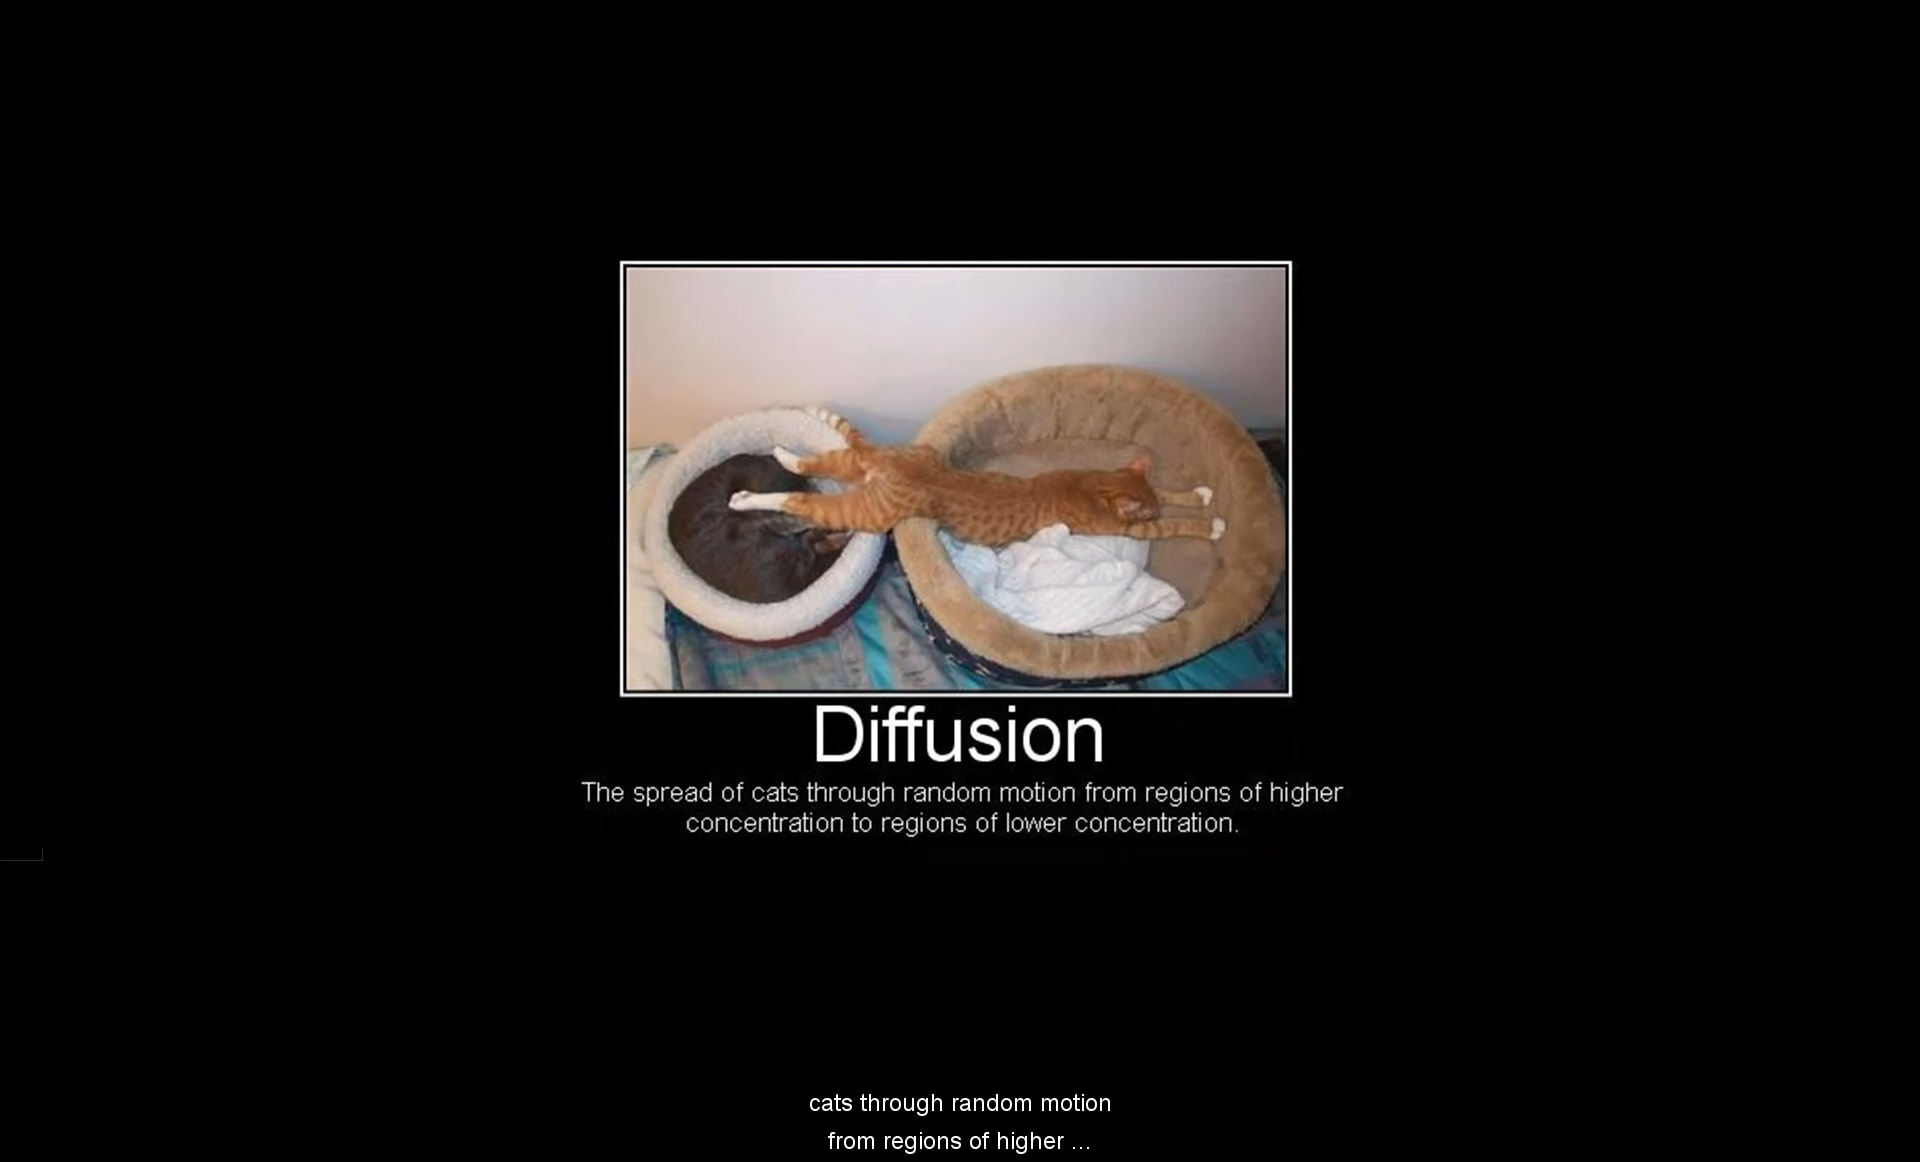 Diffusion
The spread of cats through random motion from regions of higher
concentration to regions of lower concentration.
cats through random motion
from regions of higher ...